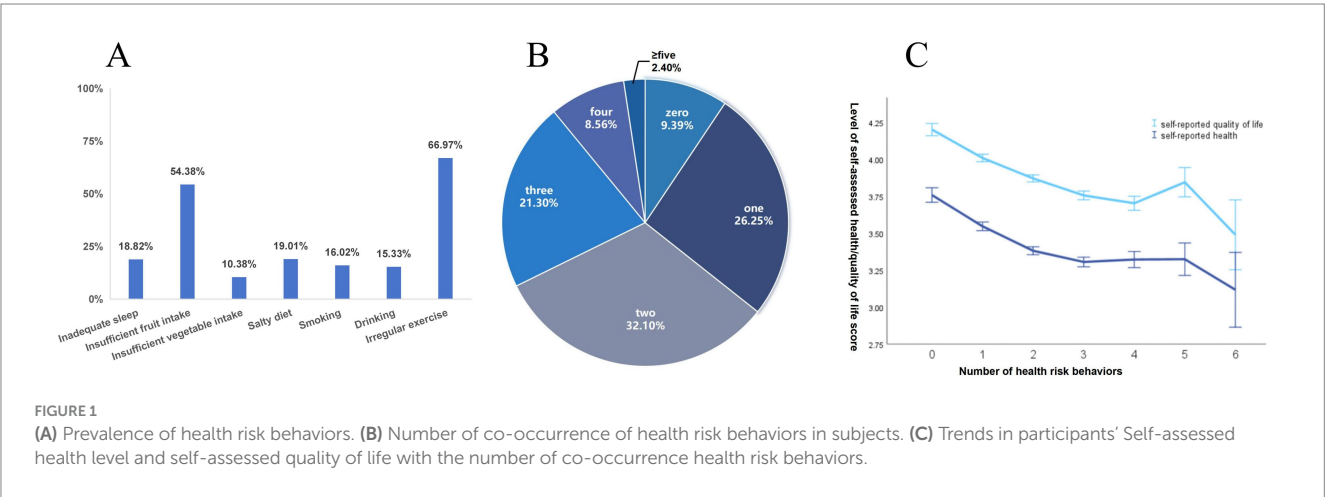 A
100%
75%
50%
25%
0%
18.82%
54.38%
10.38%
19.01%
16.02%
15.33%
66.97%
Inadequate sleep
Insufficient fruit intake
Insufficient vegetable intake
Salty diet
Smoking
Drinking
Irregular exercise
B
≥five
2.40%
zero
9.39%
one
26.25%
two
32.10%
three
21.30%
four
8.56%
C
Level of self-assessed health/quality of life score
4.25
4.00
3.75
3.50
3.25
3.00
2.75
self-reported quality of life
self-reported health
0 1 2 3 4 5 6
Number of health risk behaviors
FIGURE 1
(A) Prevalence of health risk behaviors. (B) Number of co-occurrence of health risk behaviors in subjects. (C) Trends in participants’ Self-assessed
health level and self-assessed quality of life with the number of co-occurrence health risk behaviors.